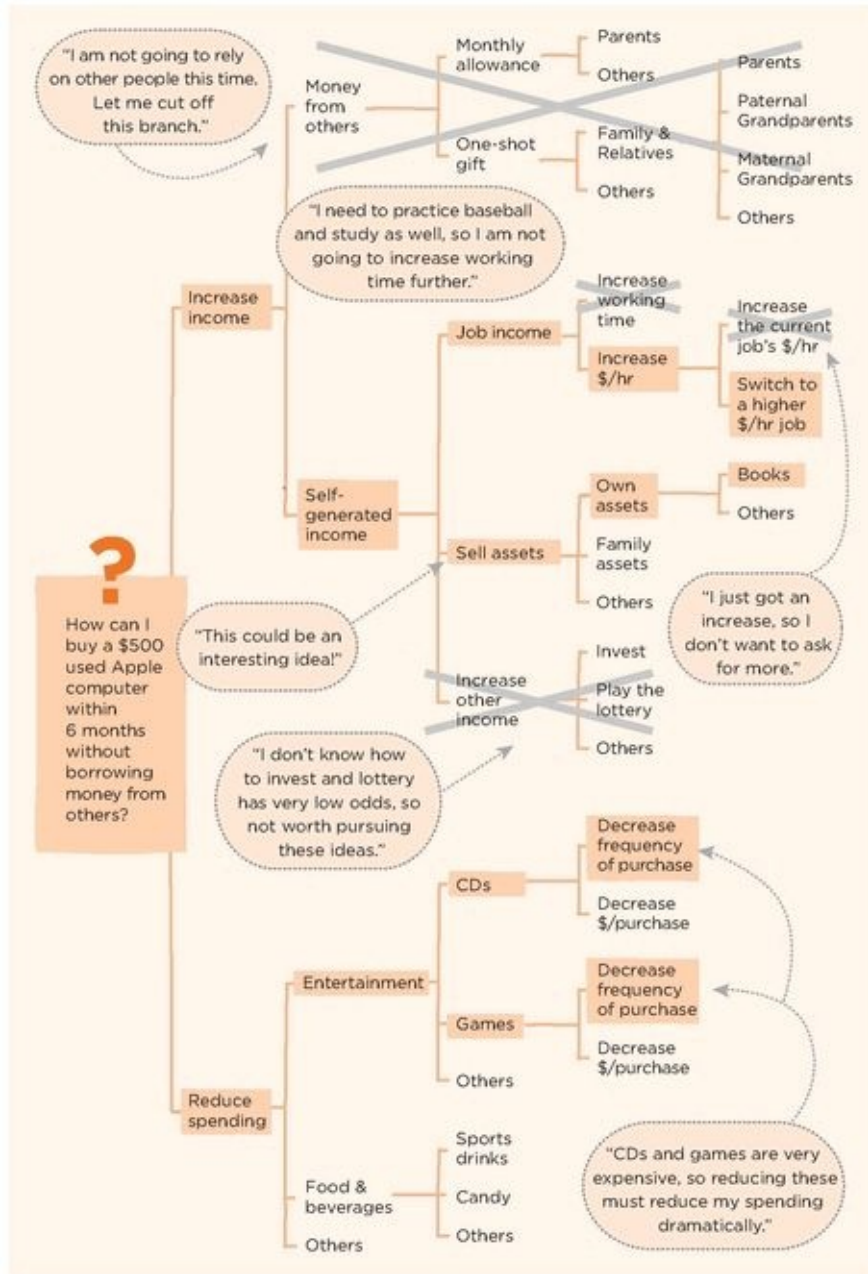 "I am not going to rely
on other people this time.
Let me cut off
this branch."
Money
from
others
Monthly
allowance
Parents
Others
One-shot
gift
Family &
Relatives
Others
Parents
Paternal
Grandparents
Maternal
Grandparents
Others
"I need to practice baseball
and study as well, so I am not
going to increase working
time further."
Increase
income
Job income
Increase
working
time
Increase
$/hr
Increase
the current
job's $/hr
Switch to
a higher
$/hr job
Self-
generated
income
Sell assets
Own
assets
Books
Others
Family
assets
Others
?
How can I
buy a $500
used Apple
computer
within
6 months
without
borrowing
money from
others?
"This could be an
interesting idea!"
"I just got an
increase, so I
don't want to ask
for more."
Increase
other
income
Invest
Play the
lottery
Others
"I don't know how
to invest and lottery
has very low odds, so
not worth pursuing
these ideas."
Reduce
spending
Entertainment
CDs
Decrease
frequency
of purchase
Decrease
$/purchase
Games
Decrease
frequency
of purchase
Decrease
$/purchase
Others
Food &
beverages
Sports
drinks
Candy
Others
Others
"CDs and games are very
expensive, so reducing these
must reduce my spending
dramatically."